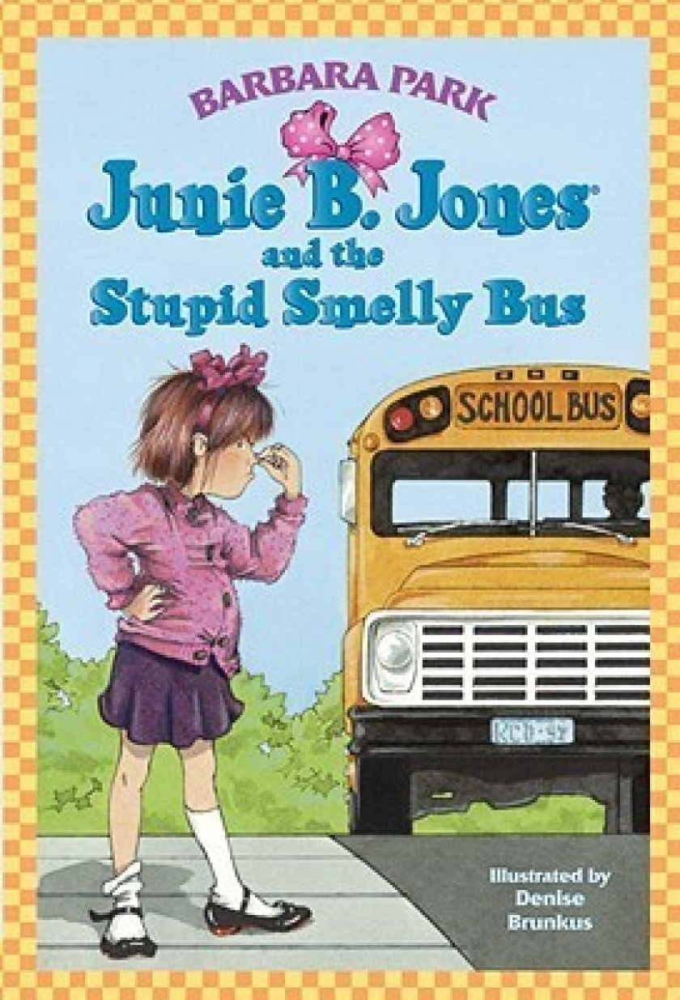 BARBARA PARK
Junie B. Jones®
and the
Stupid Smelly Bus
SCHOOL BUS
Illustrated by
Denise
Brunkus